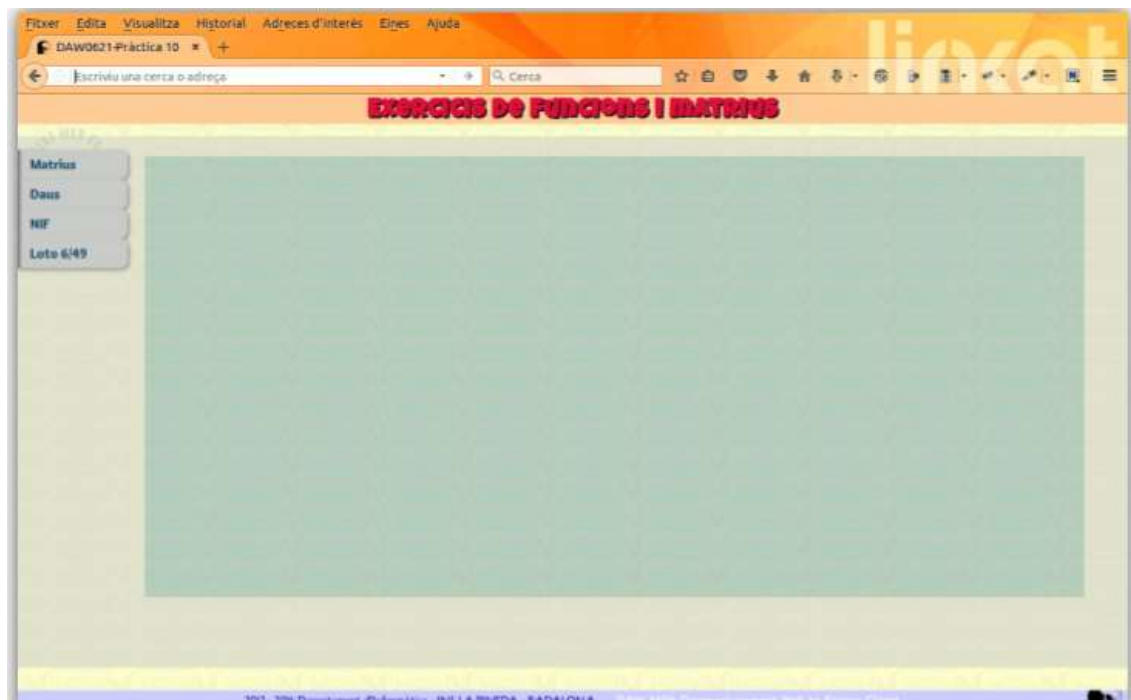 Fitxer Edita Visualitza Historial Adreces d'interès Eines Ajuda
DAW0621-Pràctica 10
Escriviu una cerca o adreça
Cerca
linkat
Exercicis de Funcions i Matrius
Matrius
Daus
NIF
Loto 6/49